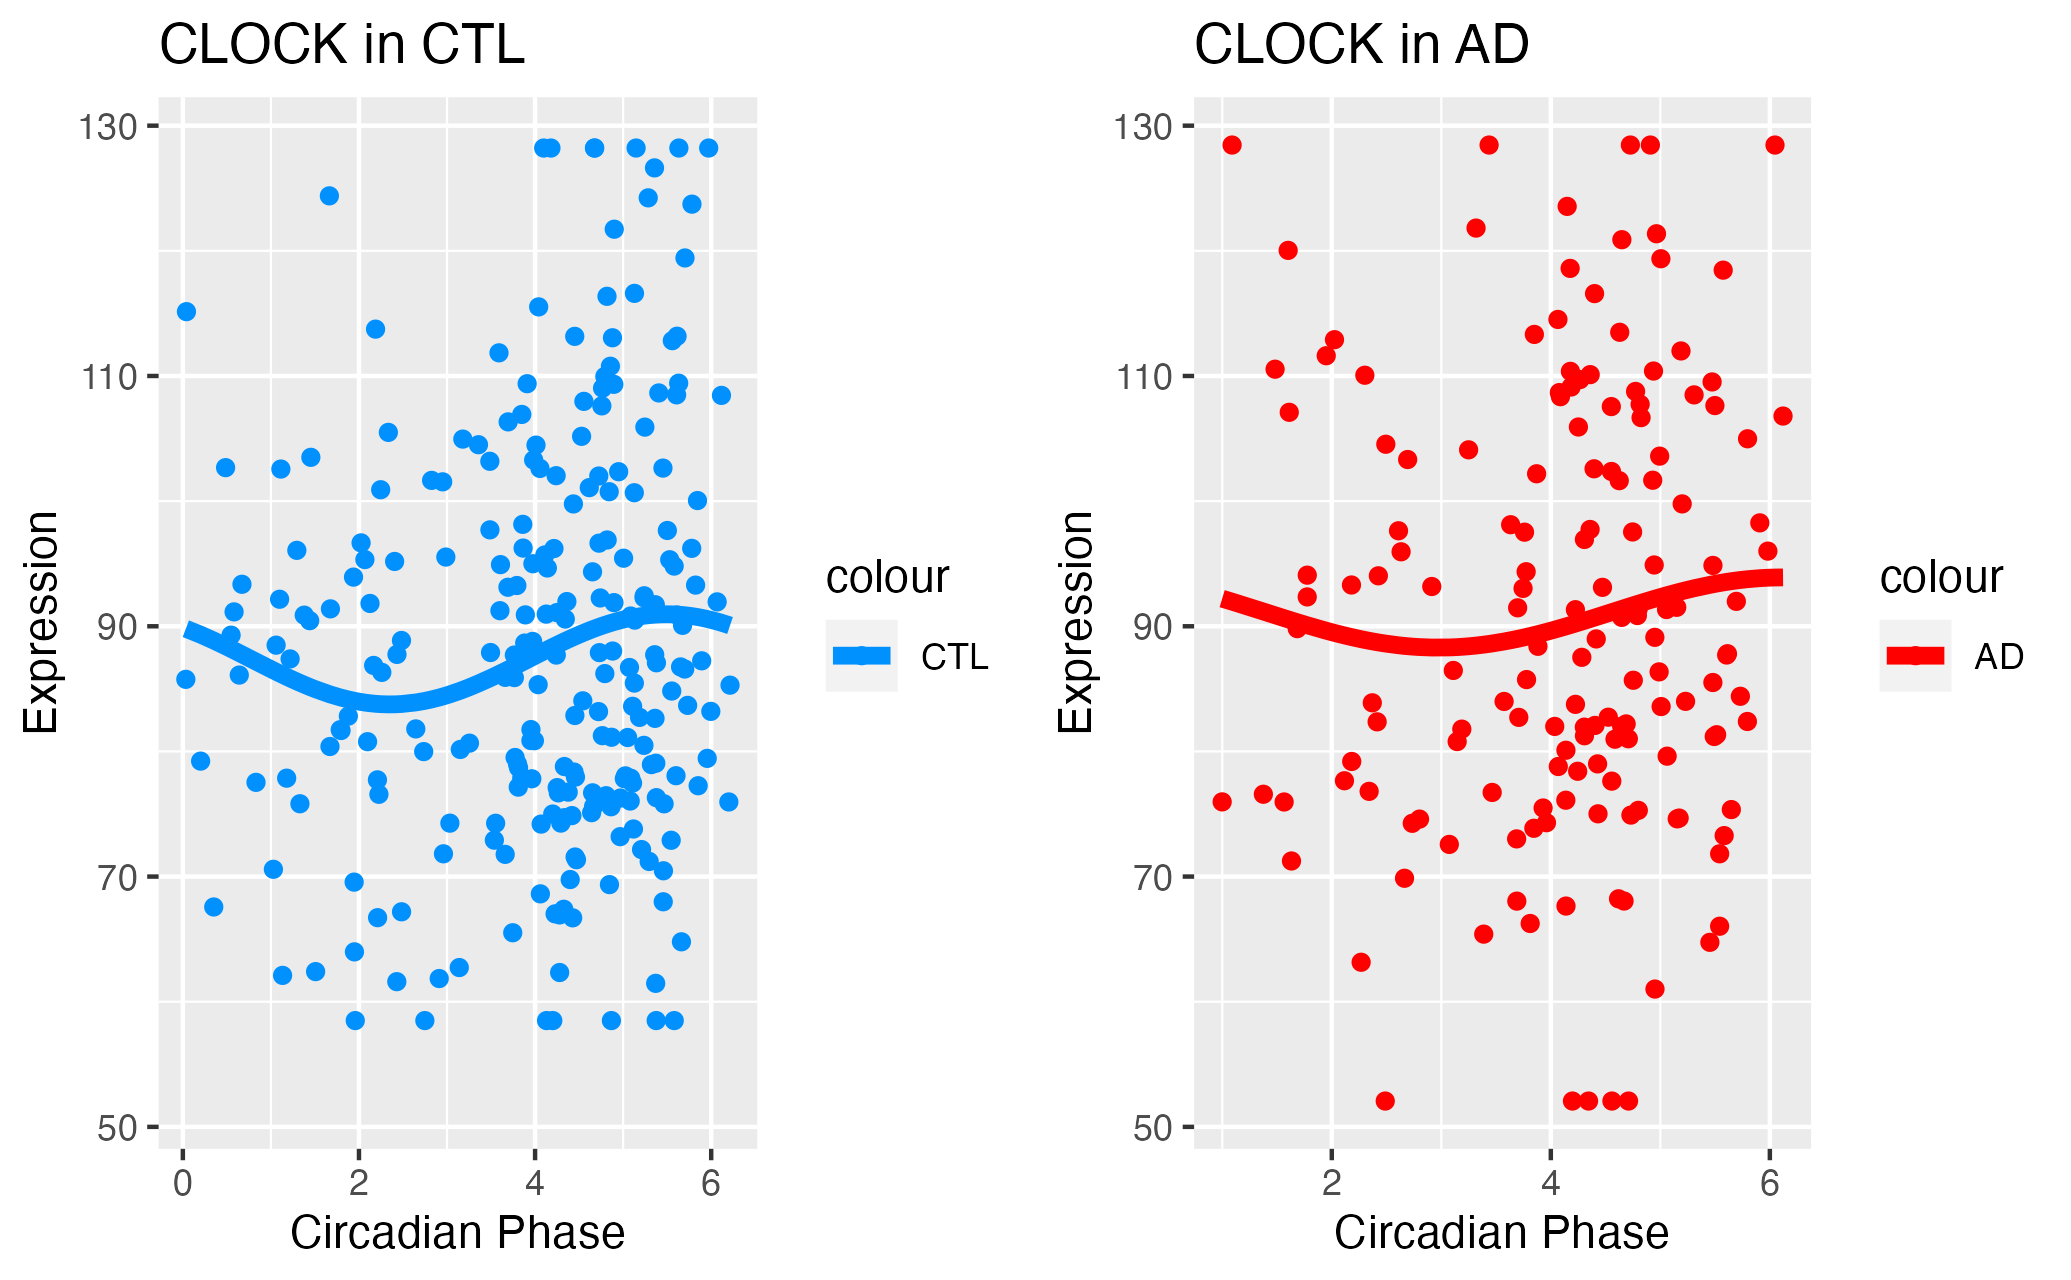 CLOCK in CTL
Expression
130
110
90
70
50
0 2 4 6
Circadian Phase
colour
CTL
CLOCK in AD
Expression
130
110
90
70
50
2 4 6
Circadian Phase
colour
AD